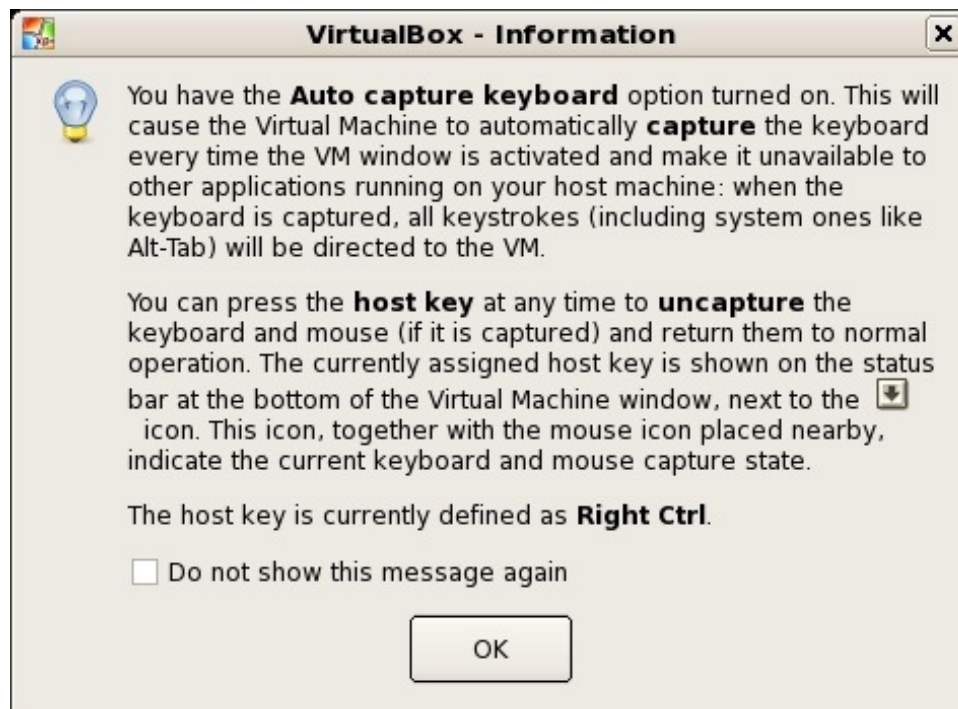 VirtualBox - Information
You have the Auto capture keyboard option turned on. This will
cause the Virtual Machine to automatically capture the keyboard
every time the VM window is activated and make it unavailable to
other applications running on your host machine: when the
keyboard is captured, all keystrokes (including system ones like
Alt-Tab) will be directed to the VM.
You can press the host key at any time to uncapture the
keyboard and mouse (if it is captured) and return them to normal
operation. The currently assigned host key is shown on the status
bar at the bottom of the Virtual Machine window, next to the
icon. This icon, together with the mouse icon placed nearby,
indicate the current keyboard and mouse capture state.
The host key is currently defined as Right Ctrl.
Do not show this message again
OK